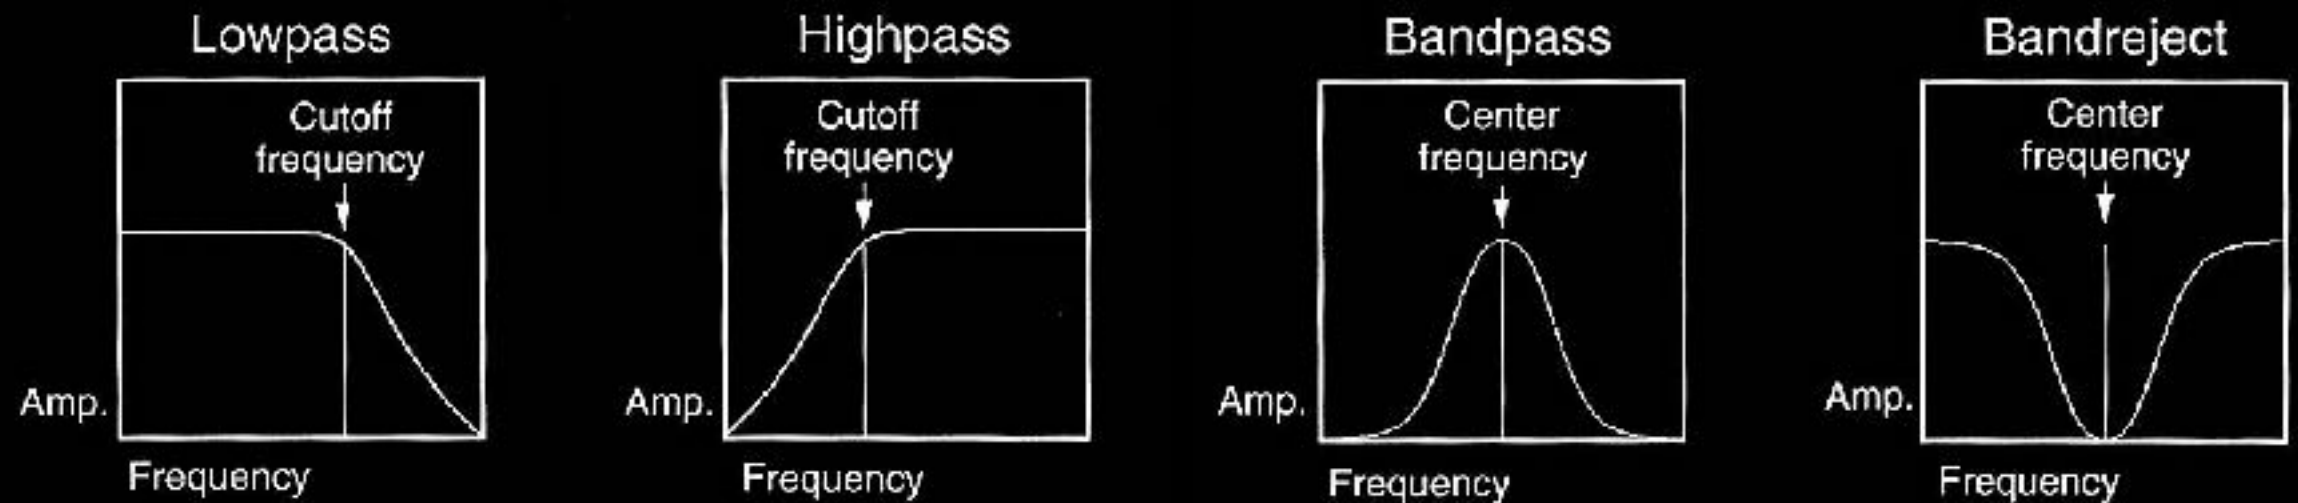 Lowpass
Cutoff
frequency
Amp.
Frequency
Highpass
Cutoff
frequency
Amp.
Frequency
Bandpass
Center
frequency
Amp.
Frequency
Bandreject
Center
frequency
Amp.
Frequency